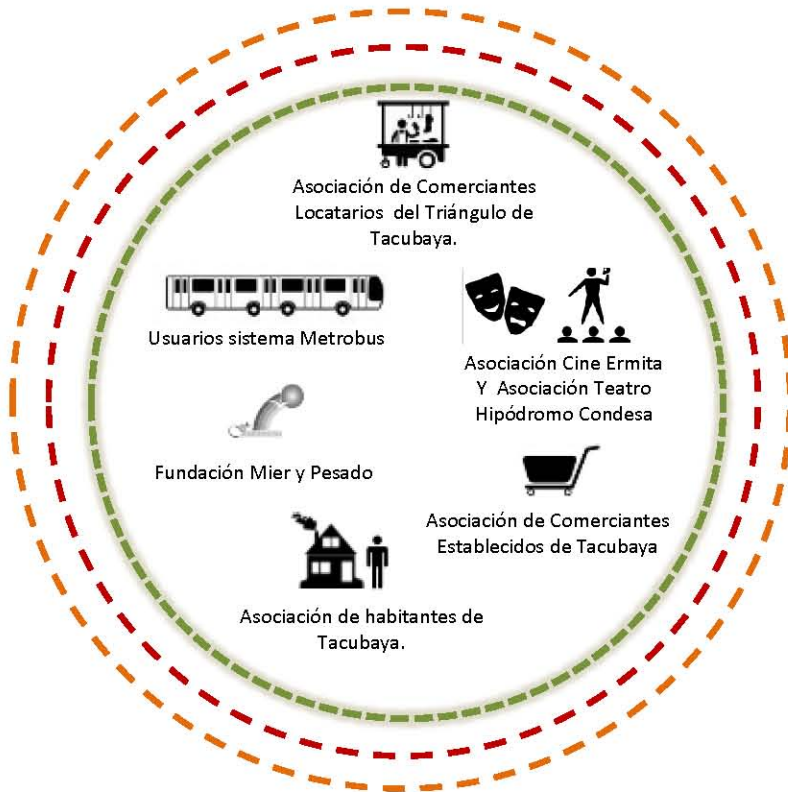 Asociación de Comerciantes
Locatarios del Triángulo de
Tacubaya.
Usuarios sistema Metrobus
Asociación Cine Ermita
Y Asociación Teatro
Hipódromo Condesa
Fundación Mier y Pesado
Asociación de Comerciantes
Establecidos de Tacubaya
Asociación de habitantes de
Tacubaya.